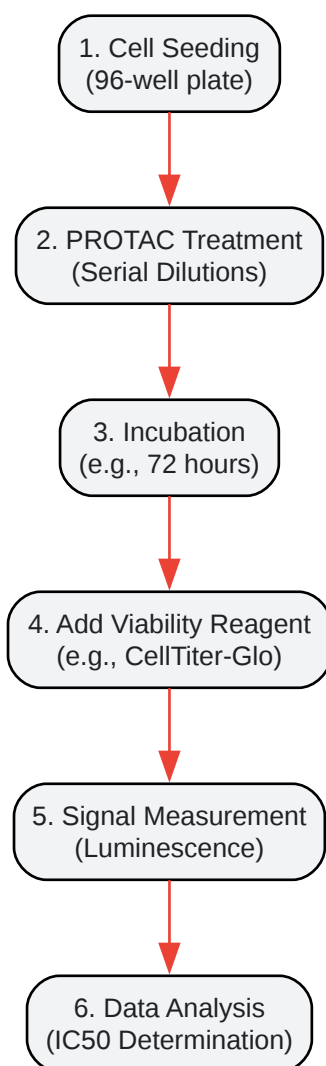 1. Cell Seeding
(96-well plate)
2. PROTAC Treatment
(Serial Dilutions)
3. Incubation
(e.g., 72 hours)
4. Add Viability Reagent
(e.g., CellTiter-Glo)
5. Signal Measurement
(Luminescence)
6. Data Analysis
(IC50 Determination)